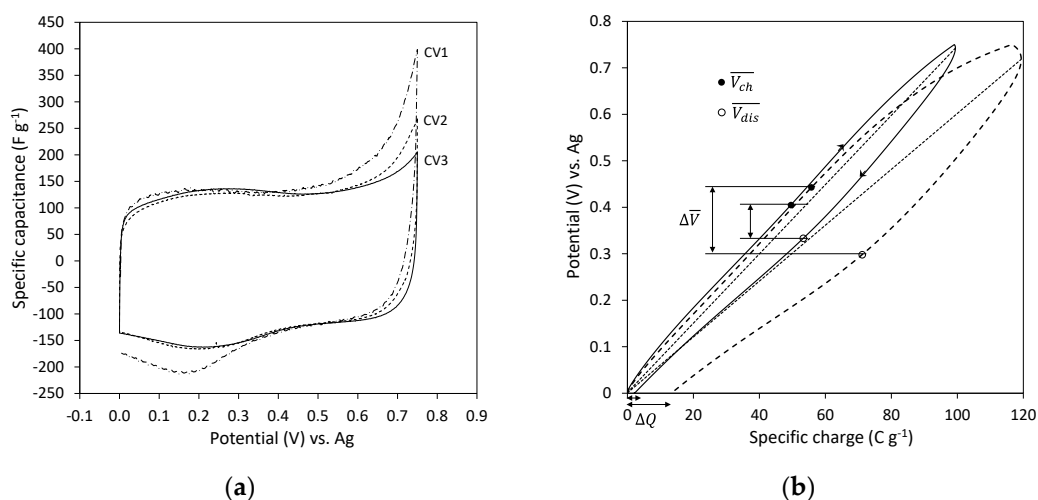 450
400
350
300
250
200
150
100
50
0
-50
-100
-150
-200
-250
-0.1 0.0 0.1 0.2 0.3 0.4 0.5 0.6 0.7 0.8 0.9
Specific capacitance (F g⁻¹)
Potential (V) vs. Ag
CV1
CV2
CV3
(a)
0.8
0.7
0.6
0.5
0.4
0.3
0.2
0.1
0
0 20 40 60 80 100 120
Potential (V) vs. Ag
V̅c̅h̅
V̅d̅i̅s̅
ΔV̅
ΔQ
Specific charge (C g⁻¹)
(b)